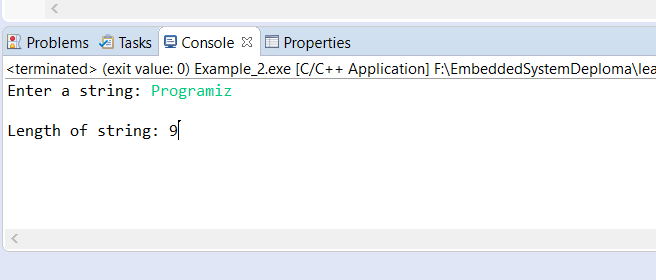 Problems Tasks Console Properties
<terminated> (exit value: 0) Example_2.exe [C/C++ Application] F:\EmbeddedSystemDeploma\lea
Enter a string: Programiz
Length of string: 9